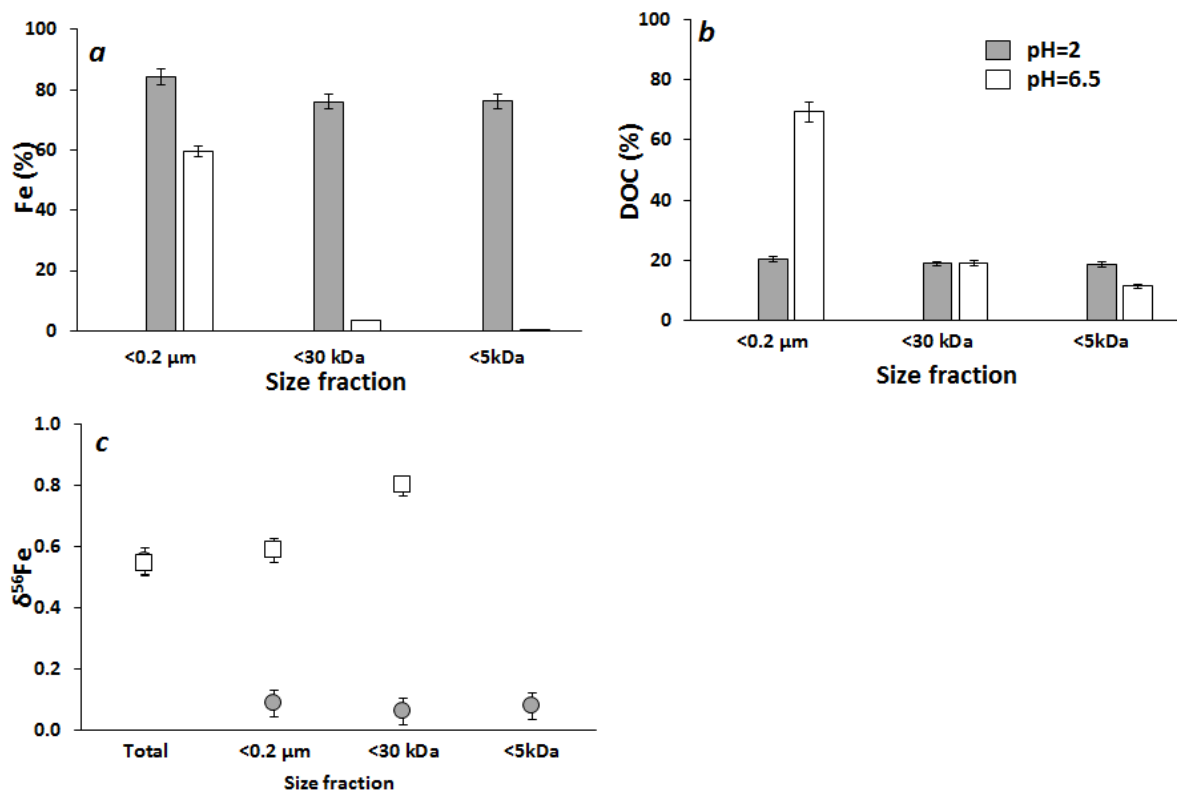 a
100
80
60
40
20
0
Fe (%)
<0.2 µm <30 kDa <5kDa
Size fraction
b
pH=2
pH=6.5
100
80
60
40
20
0
DOC (%)
<0.2 µm <30 kDa <5kDa
Size fraction
c
1.0
0.8
0.6
0.4
0.2
0.0
δ56Fe
Total <0.2 µm <30 kDa <5kDa
Size fraction